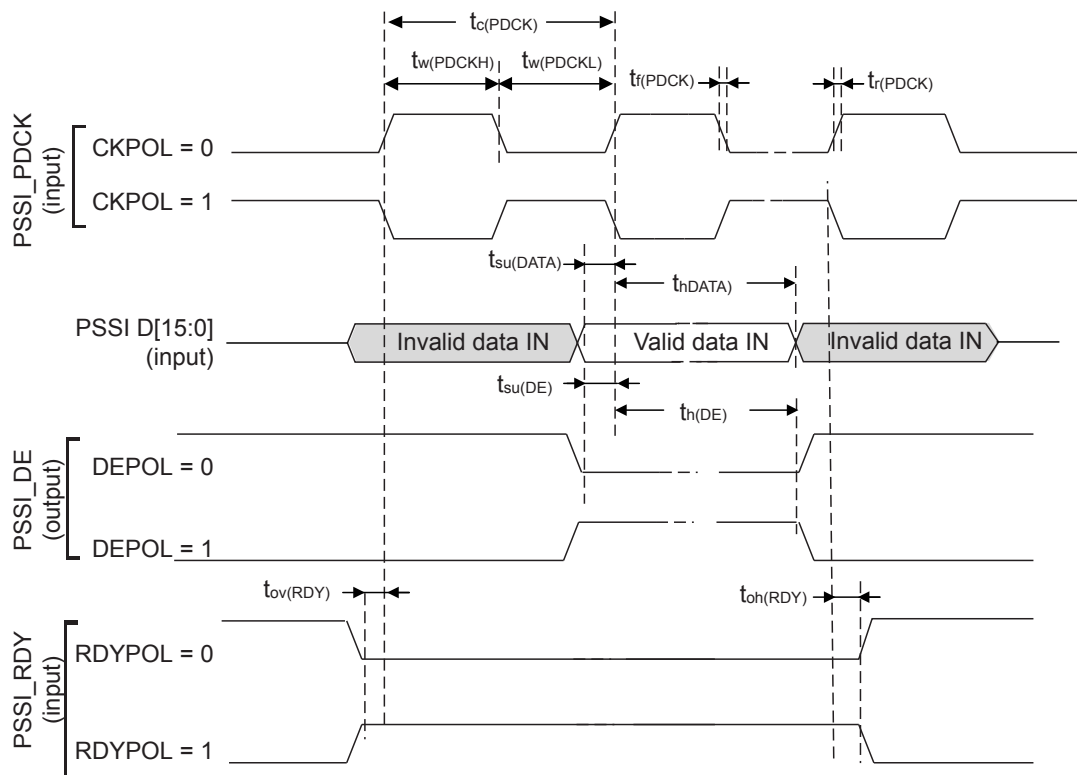 tc(PDCK)
tw(PDCKH) tw(PDCKL) tf(PDCK) tr(PDCK)
PSSI_PDCK
(input)
CKPOL = 0
CKPOL = 1
tsu(DATA)
thDATA)
PSSI D[15:0]
(input)
Invalid data IN Valid data IN Invalid data IN
tsu(DE)
th(DE)
PSSI_DE
(output)
DEPOL = 0
DEPOL = 1
tov(RDY) toh(RDY)
PSSI_RDY
(input)
RDYPOL = 0
RDYPOL = 1